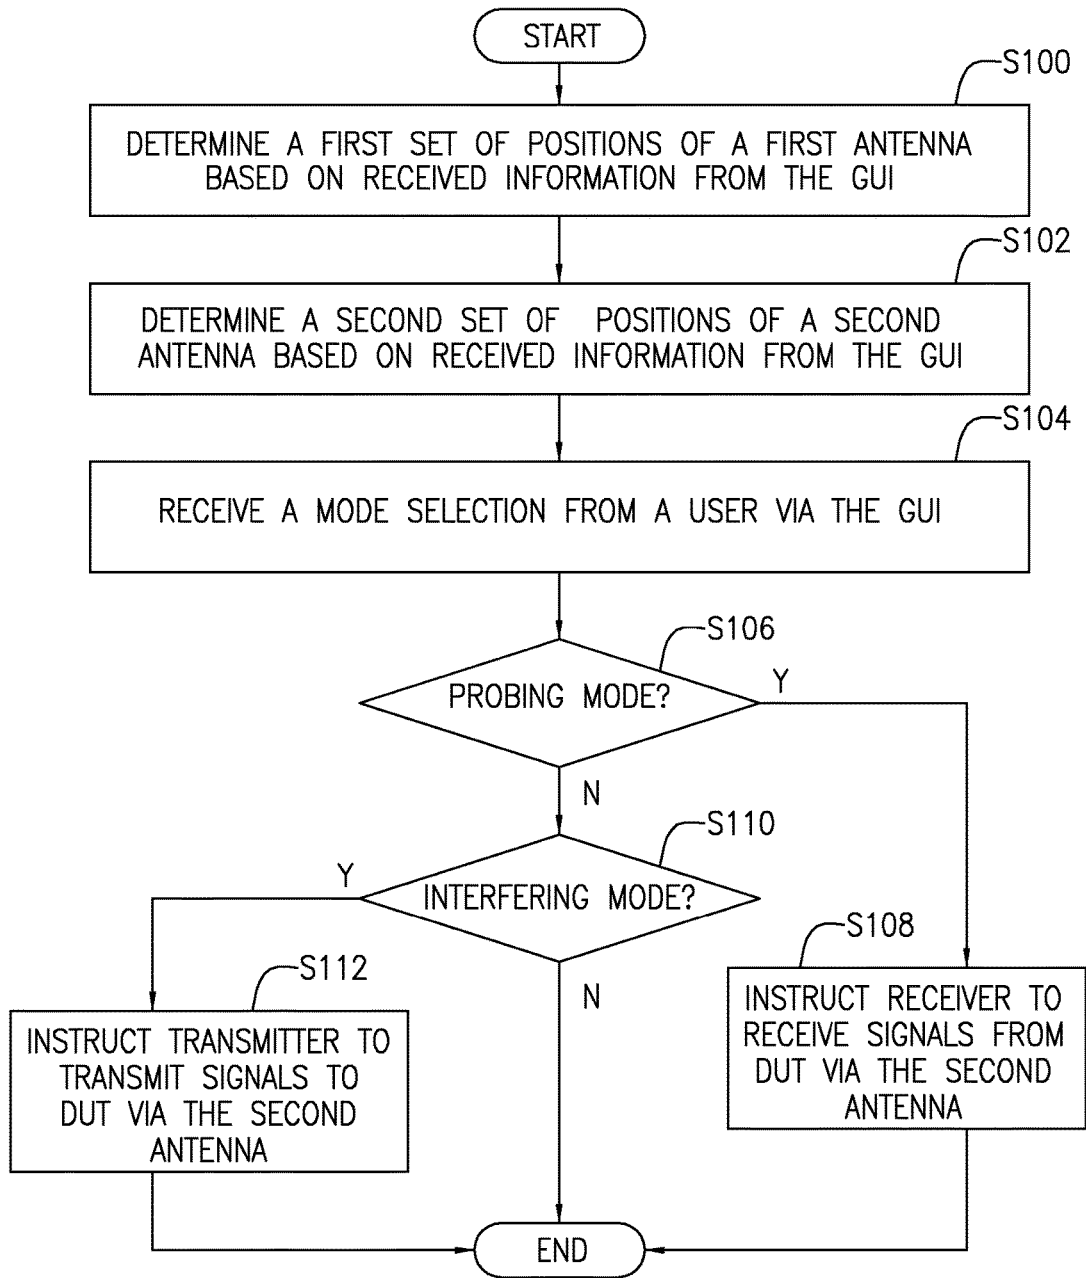 START
S100
DETERMINE A FIRST SET OF POSITIONS OF A FIRST ANTENNA
BASED ON RECEIVED INFORMATION FROM THE GUI
S102
DETERMINE A SECOND SET OF POSITIONS OF A SECOND
ANTENNA BASED ON RECEIVED INFORMATION FROM THE GUI
S104
RECEIVE A MODE SELECTION FROM A USER VIA THE GUI
S106
PROBING MODE?
Y
N
S110
INTERFERING MODE?
Y
N
S112
INSTRUCT TRANSMITTER TO
TRANSMIT SIGNALS TO
DUT VIA THE SECOND
ANTENNA
S108
INSTRUCT RECEIVER TO
RECEIVE SIGNALS FROM
DUT VIA THE SECOND
ANTENNA
END